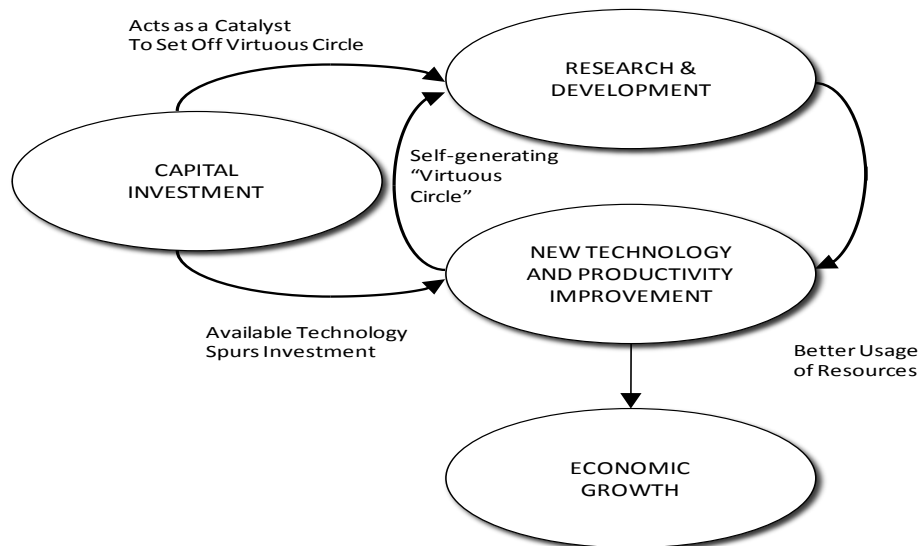 Acts as a Catalyst
To Set Off Virtuous Circle
RESEARCH &
DEVELOPMENT
CAPITAL
INVESTMENT
Self-generating
“Virtuous
Circle”
NEW TECHNOLOGY
AND PRODUCTIVITY
IMPROVEMENT
Available Technology
Spurs Investment
Better Usage
of Resources
ECONOMIC
GROWTH